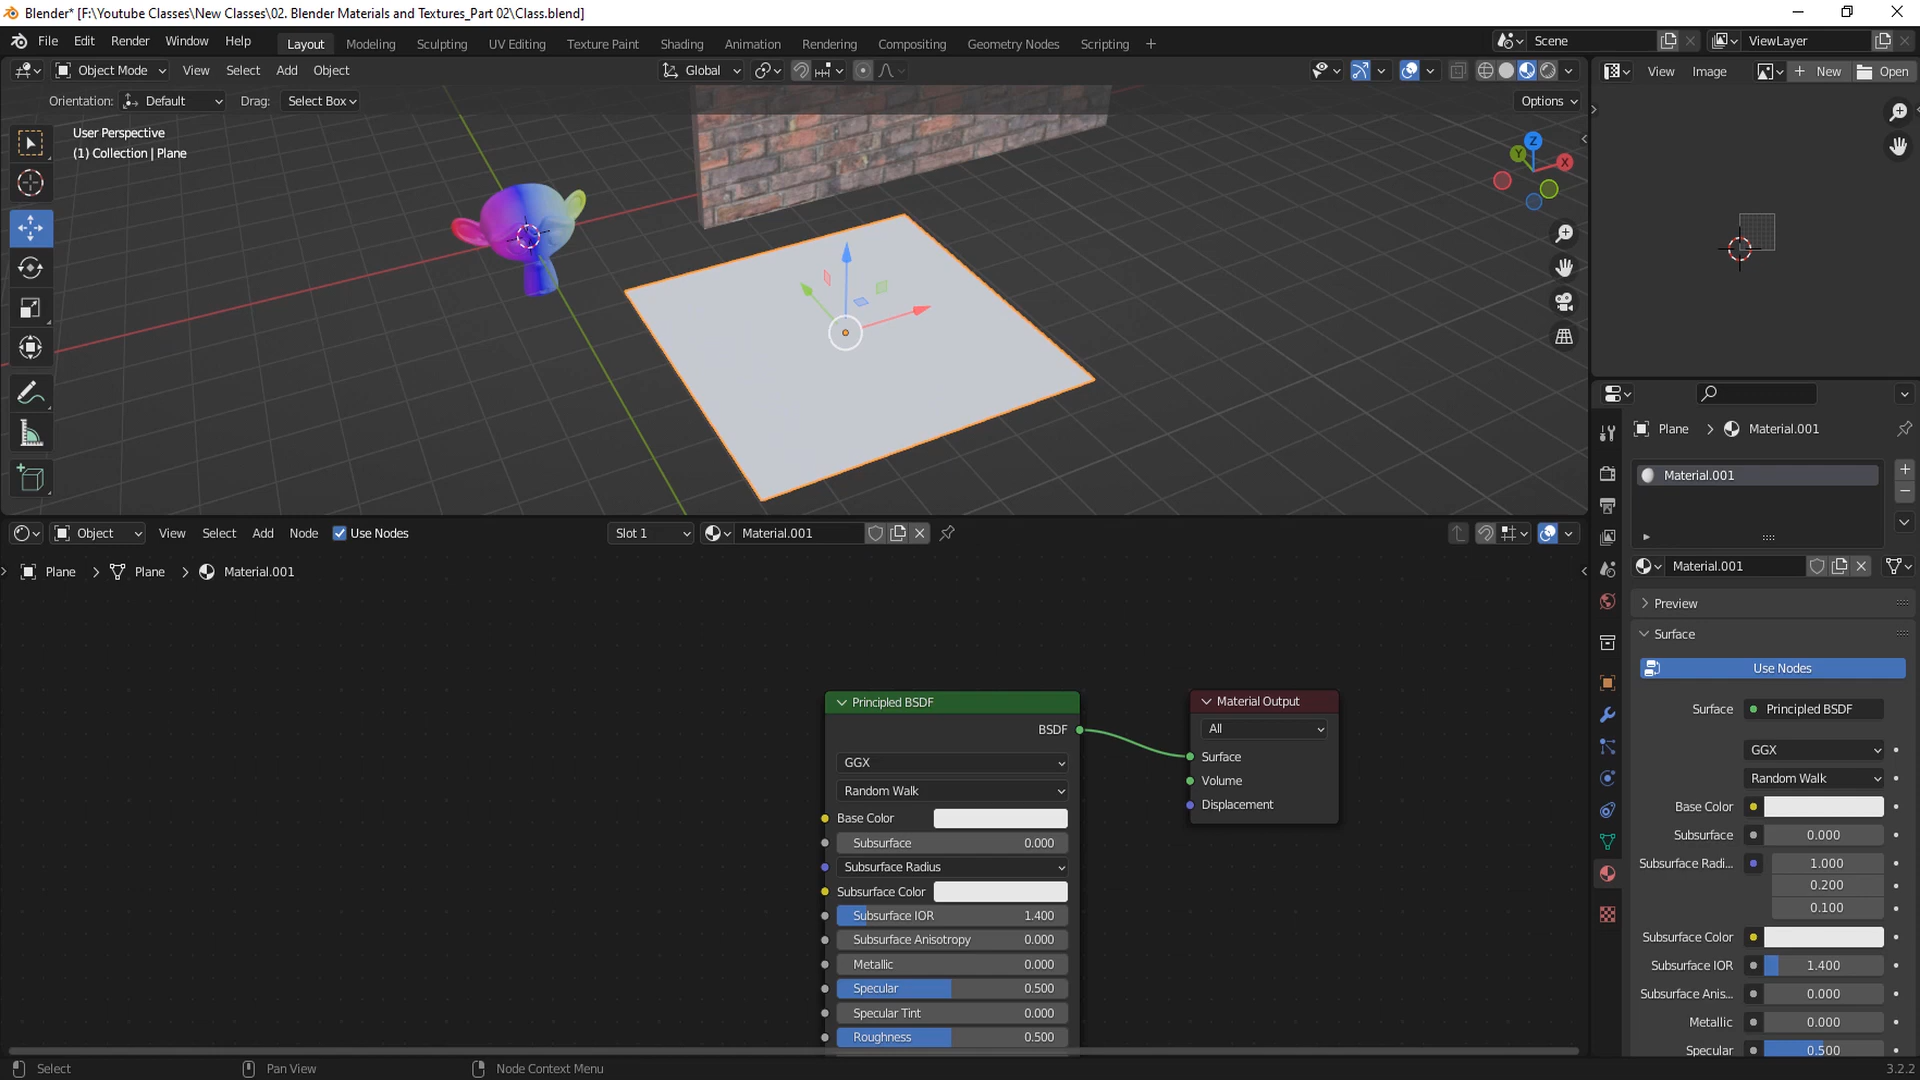 Blender* [F:\Youtube Classes\New Classes\02. Blender Materials and Textures_Part 02\Class.blend]
File Edit Render Window Help Layout Modeling Sculpting UV Editing Texture Paint Shading Animation Rendering Compositing Geometry Nodes Scripting + Scene ViewLayer
Object Mode View Select Add Object Global View Image New Open
Orientation: Default Drag: Select Box Options
User Perspective
(1) Collection | Plane
Z
Y
X
Plane Material.001
Material.001
Object View Select Add Node Use Nodes Slot 1 Material.001
Material.001
Plane Plane Material.001
Preview
Surface
Use Nodes
Principled BSDF
BSDF
GGX
Random Walk
Base Color
Subsurface 0.000
Subsurface Radius
Subsurface Color
Subsurface IOR 1.400
Subsurface Anisotropy 0.000
Metallic 0.000
Specular 0.500
Specular Tint 0.000
Roughness 0.500
Material Output
All
Surface
Volume
Displacement
Surface Principled BSDF
GGX
Random Walk
Base Color
Subsurface 0.000
Subsurface Radi... 1.000
0.200
0.100
Subsurface Color
Subsurface IOR 1.400
Subsurface Anis... 0.000
Metallic 0.000
Specular 0.500
Select Pan View Node Context Menu 3.2.2